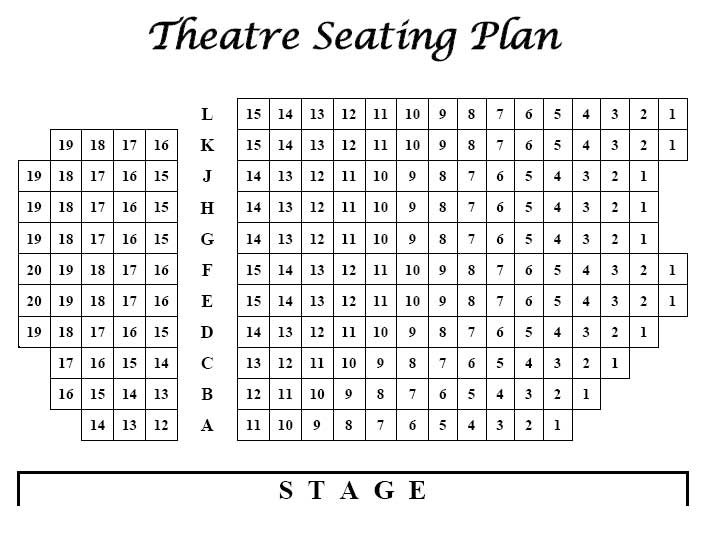 Theatre Seating Plan
L 15 14 13 12 11 10 9 8 7 6 5 4 3 2 1
19 18 17 16 K 15 14 13 12 11 10 9 8 7 6 5 4 3 2 1
19 18 17 16 15 J 14 13 12 11 10 9 8 7 6 5 4 3 2 1
19 18 17 16 15 H 14 13 12 11 10 9 8 7 6 5 4 3 2 1
19 18 17 16 15 G 14 13 12 11 10 9 8 7 6 5 4 3 2 1
20 19 18 17 16 F 15 14 13 12 11 10 9 8 7 6 5 4 3 2 1
20 19 18 17 16 E 15 14 13 12 11 10 9 8 7 6 5 4 3 2 1
19 18 17 16 15 D 14 13 12 11 10 9 8 7 6 5 4 3 2 1
17 16 15 14 C 13 12 11 10 9 8 7 6 5 4 3 2 1
16 15 14 13 B 12 11 10 9 8 7 6 5 4 3 2 1
14 13 12 A 11 10 9 8 7 6 5 4 3 2 1
STAGE